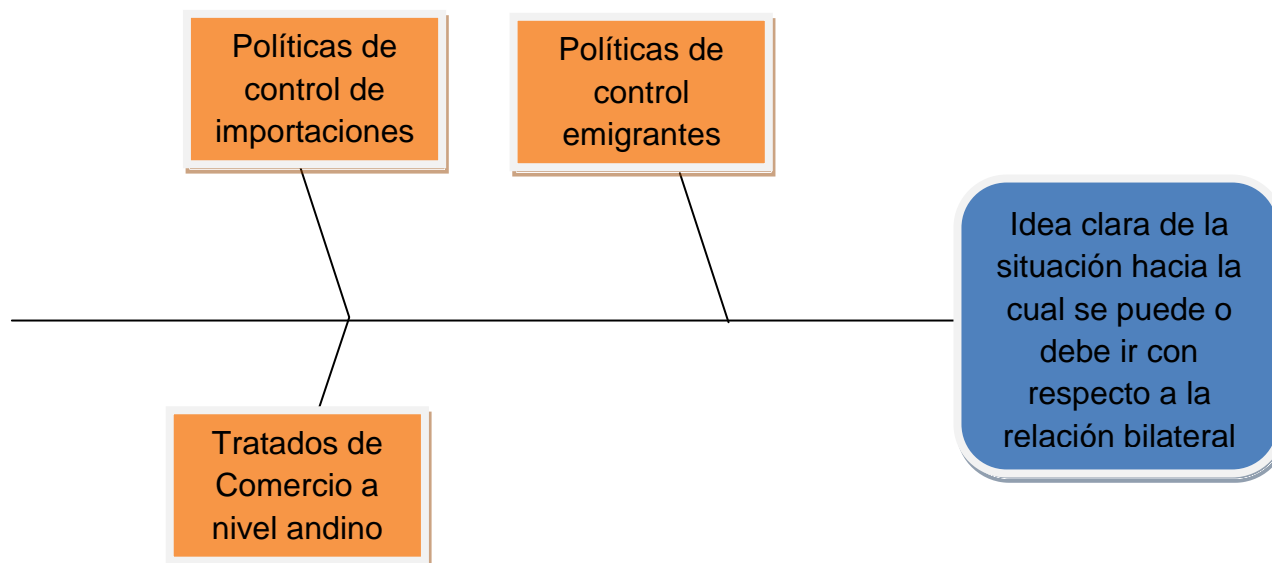 Políticas de
control de
importaciones
Políticas de
control
emigrantes
Idea clara de la
situación hacia la
cual se puede o
debe ir con
respecto a la
relación bilateral
Tratados de
Comercio a
nivel andino